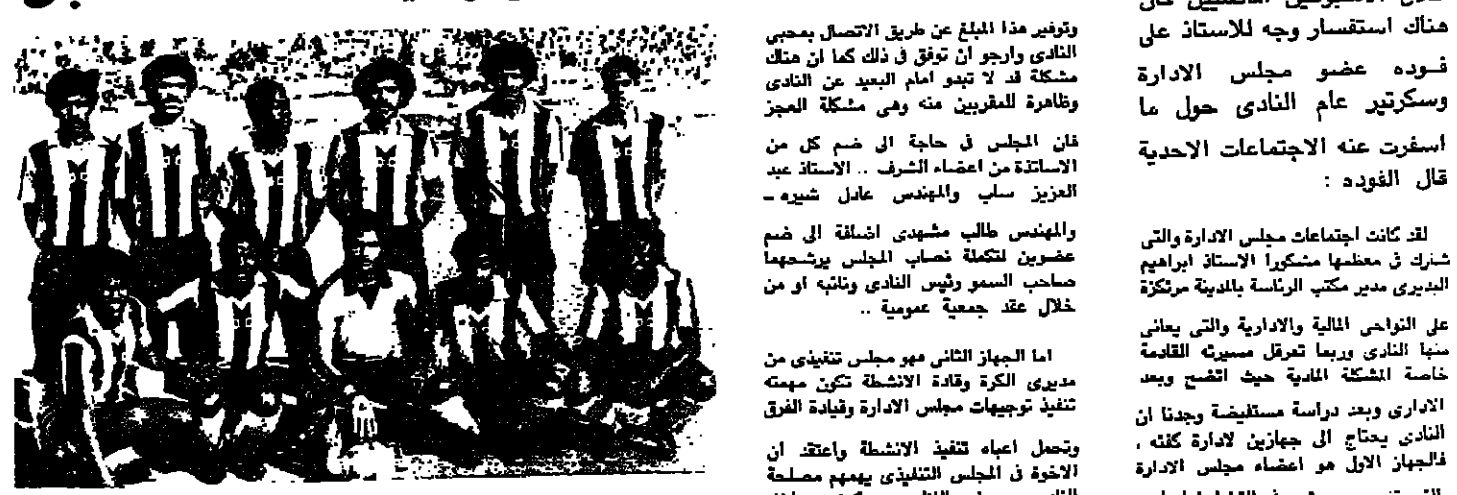 هناك استفسار وجه للاستاذ على
فوده عضو مجلس الادارة
وسكرتير عام النادى حول ما
اسفرت عنه الاجتماعات الاحدية
قال الفوده :
لقد كانت اجتماعات مجلس الادارة والتى
شارك فى معظمها مشكورا الاستاذ ابراهيم
البديرى مدير مكتب الرئاسة بالمدينة مرتكزة
على النواحى المالية والادارية والتى يعانى
منها النادى وربما تعرقل مسيرته القادمة
خاصة المشكلة المادية حيث اتضح وبعد
الادارى وبعد دراسة مستفيضة وجدنا ان
النادى يحتاج الى جهازين لادارة كفته ،
فالجهاز الاول هو اعضاء مجلس الادارة
وتوفير هذا المبلغ عن طريق الاتصال بمحبى
النادى وارجو ان توفق فى ذلك كما ان هناك
مشكلة قد لا تبدو امام البعيد عن النادى
وظاهرة للمقربين منه وهى مشكلة العجز
فان المجلس فى حاجة الى ضم كل من
الاساتذة من اعضاء الشرف .. الاستاذ عبد
العزيز ساب والمهندس عادل شيره ـ
والمهندس طالب مشهدى اضافة الى ضم
عضوين لتكملة نصاب المجلس يرشحهما
صاحب السمو رئيس النادى ونائبه او من
خلال عقد جمعية عمومية ..
اما الجهاز الثانى فهو مجلس تنفيذى من
مديرى الكرة وقادة الانشطة تكون مهمته
تنفيذ توجيهات مجلس الادارة وقيادة الفرق
وتحمل اعباء تنفيذ الانشطة واعتقد ان
الاخوة فى المجلس التنفيذى يهمهم مصلحة